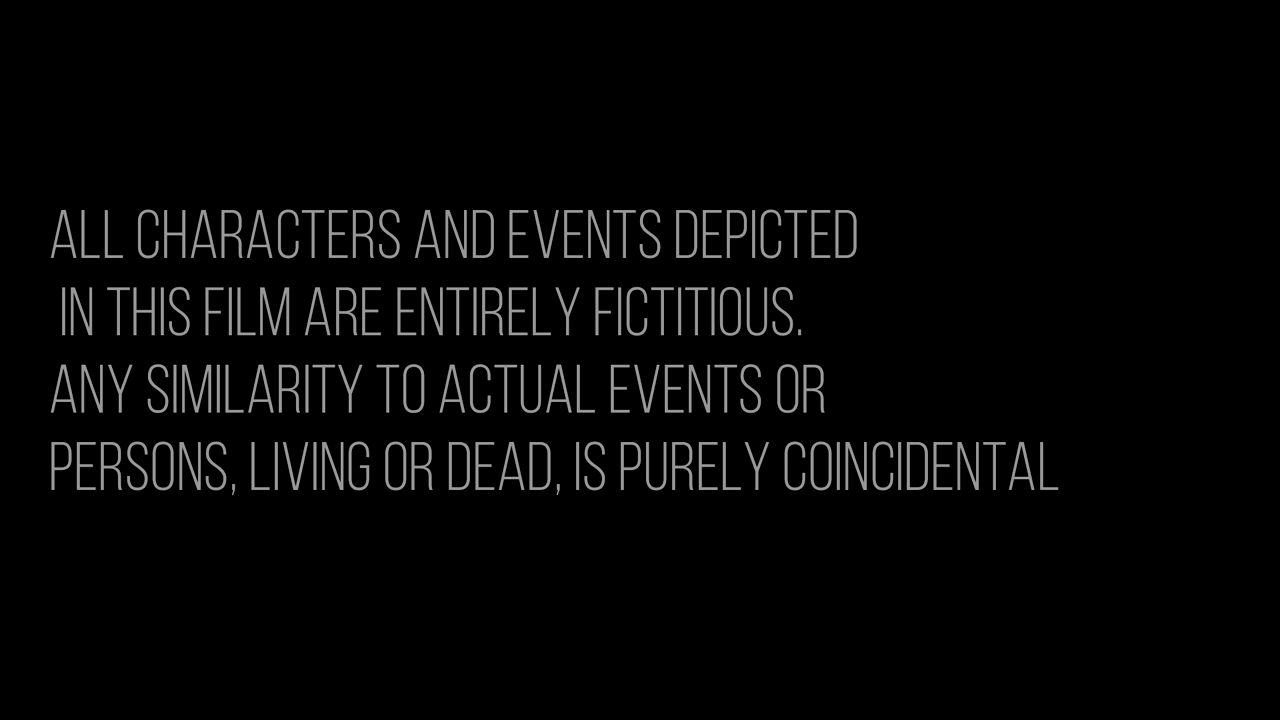 ALL CHARACTERS AND EVENTS DEPICTED
IN THIS FILM ARE ENTIRELY FICTITIOUS.
ANY SIMILARITY TO ACTUAL EVENTS OR
PERSONS, LIVING OR DEAD, IS PURELY COINCIDENTAL